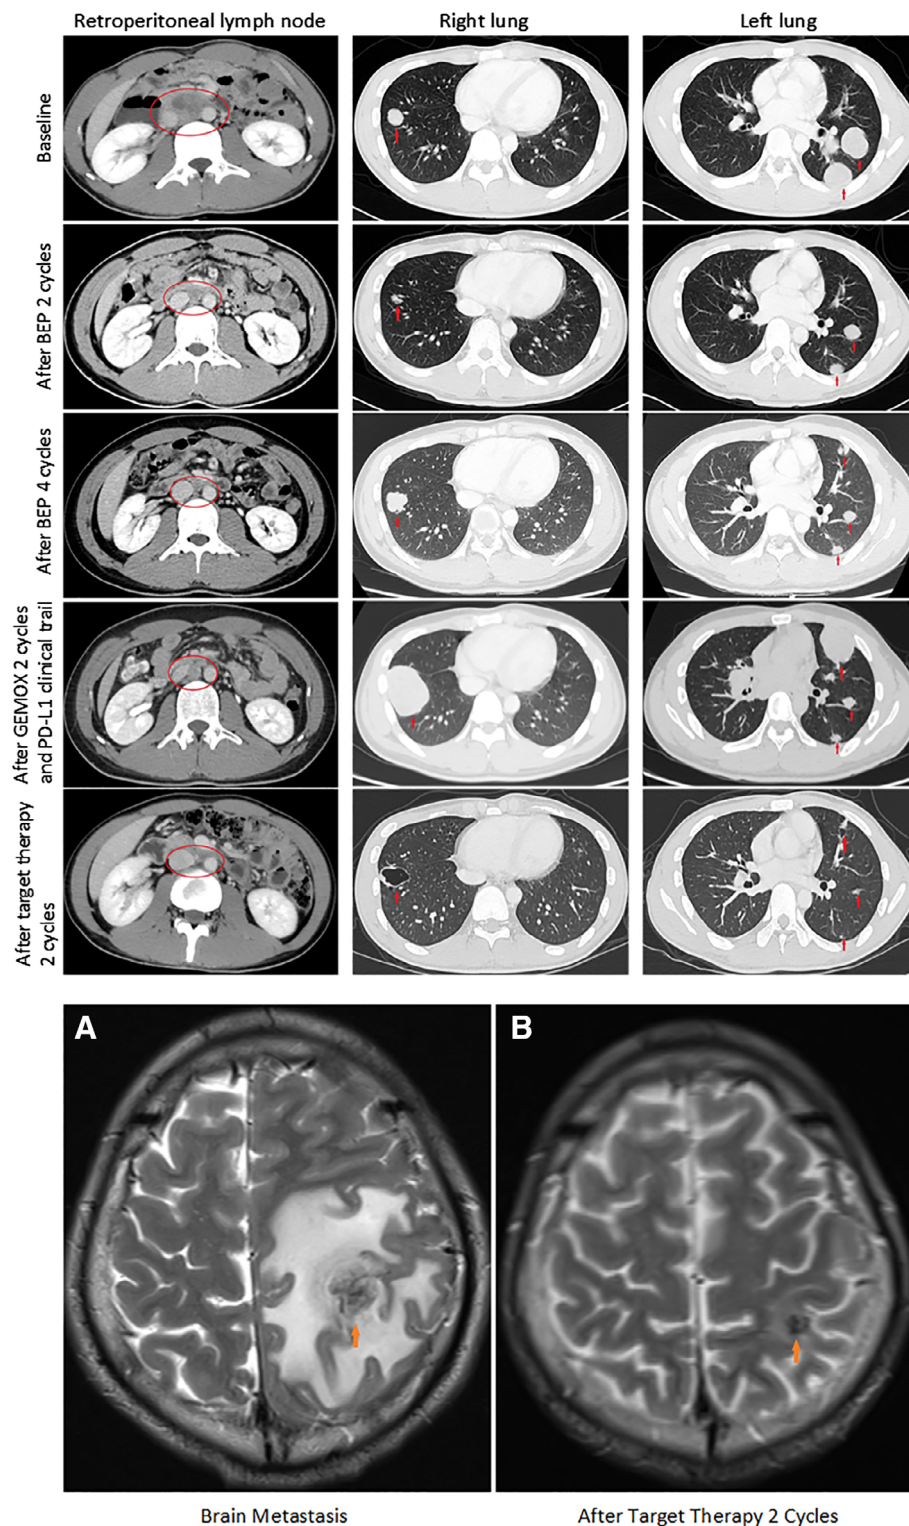 Retroperitoneal lymph node
Right lung
Left lung
Baseline
After BEP 2 cycles
After BEP 4 cycles
After GEMOX 2 cycles
and PD-L1 clinical trail
After target therapy
2 cycles
A
B
Brain Metastasis
After Target Therapy 2 Cycles